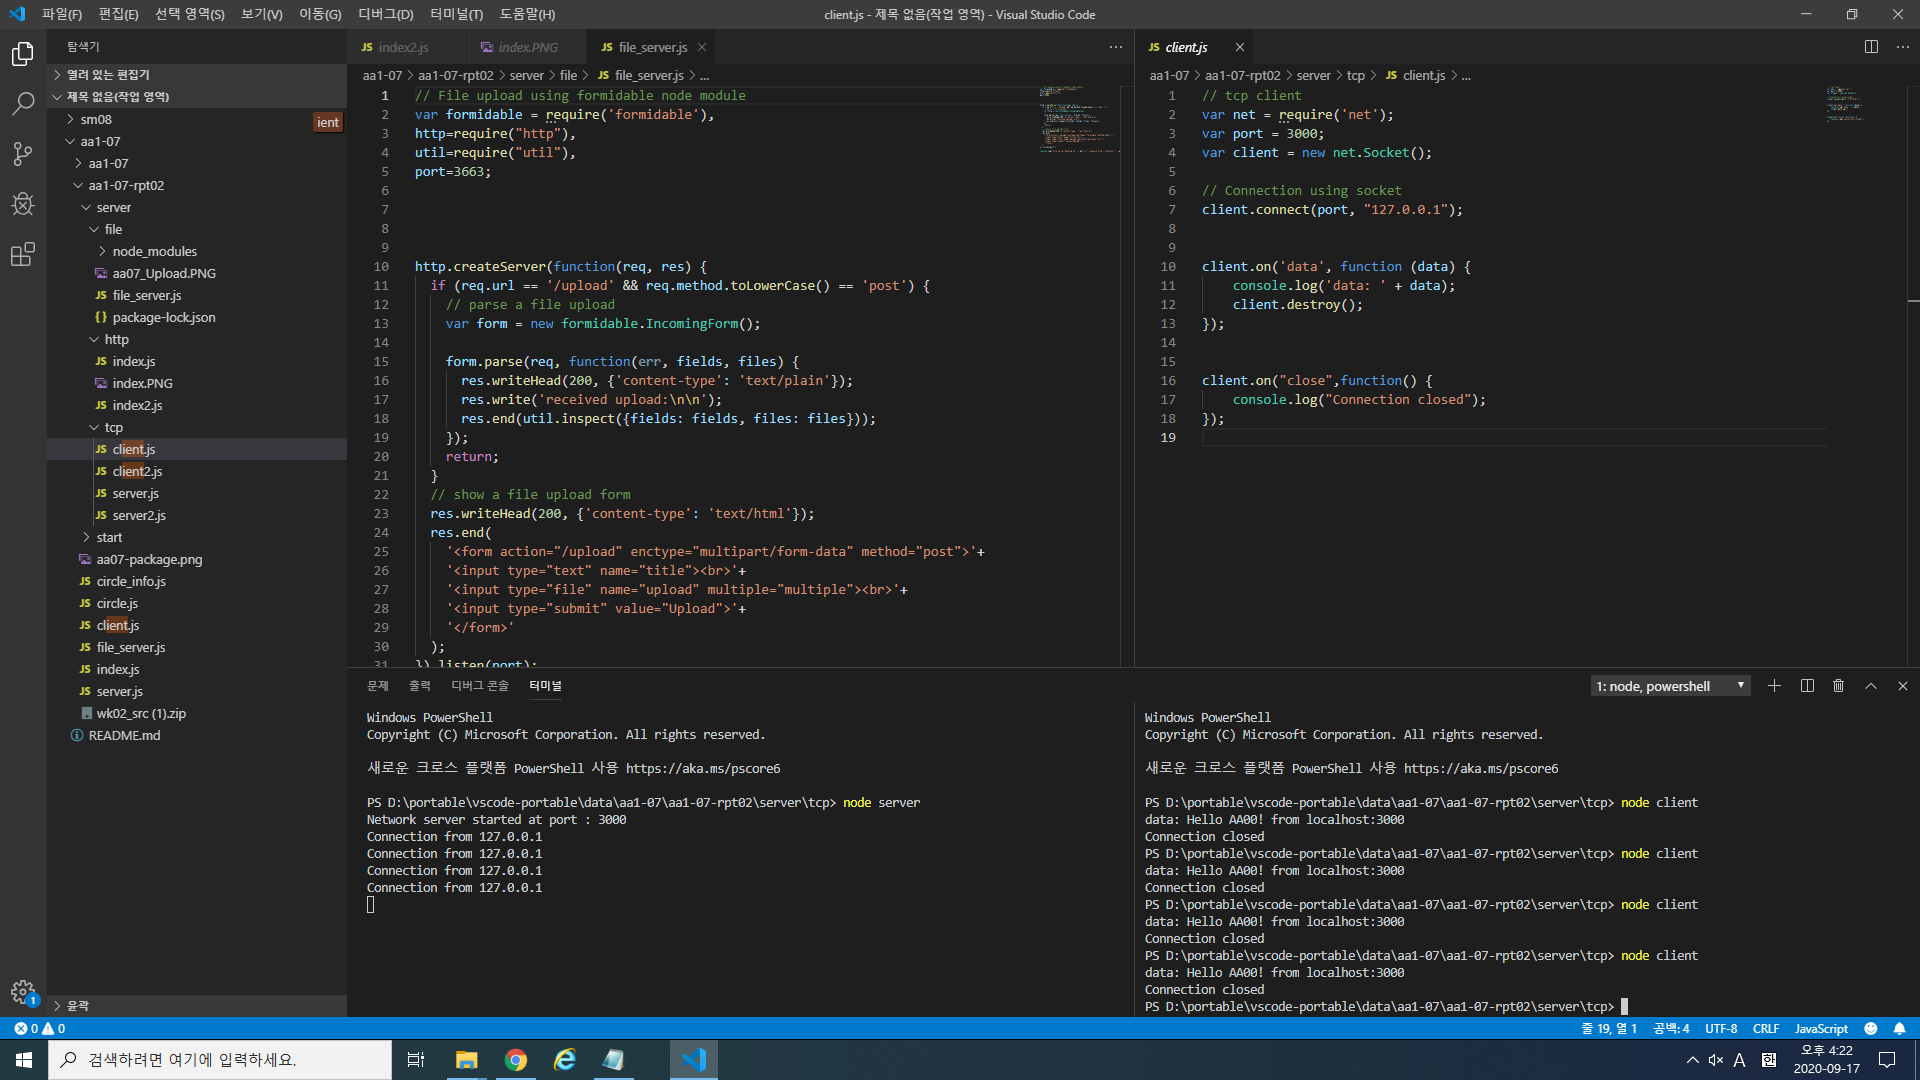 파일(F) 편집(E) 선택 영역(S) 보기(V) 이동(G) 디버그(D) 터미널(T) 도움말(H)
client.js - 제목 없음(작업 영역) - Visual Studio Code
탐색기
열려 있는 편집기
제목 없음(작업 영역)
ient
sm08
aa1-07
aa1-07
aa1-07-rpt02
server
file
node_modules
aa07_Upload.PNG
JS file_server.js
{} package-lock.json
http
JS index.js
index.PNG
JS index2.js
tcp
JS client.js
JS client2.js
JS server.js
JS server2.js
start
aa07-package.png
JS circle_info.js
JS circle.js
JS client.js
JS file_server.js
JS index.js
JS server.js
wk02_src (1).zip
README.md
윤곽
JS index2.js index.PNG JS file_server.js
aa1-07 > aa1-07-rpt02 > server > file > JS file_server.js > ...
1 // File upload using formidable node module
2 var formidable = require('formidable'),
3 http=require("http"),
4 util=require("util"),
5 port=3663;
6
7
8
9
10 http.createServer(function(req, res) {
11 if (req.url == '/upload' && req.method.toLowerCase() == 'post') {
12 // parse a file upload
13 var form = new formidable.IncomingForm();
14
15 form.parse(req, function(err, fields, files) {
16 res.writeHead(200, {'content-type': 'text/plain'});
17 res.write('received upload:\n\n');
18 res.end(util.inspect({fields: fields, files: files}));
19 });
20 return;
21 }
22 // show a file upload form
23 res.writeHead(200, {'content-type': 'text/html'});
24 res.end(
25 '<form action="/upload" enctype="multipart/form-data" method="post">'+
26 '<input type="text" name="title"><br>'+
27 '<input type="file" name="upload" multiple="multiple"><br>'+
28 '<input type="submit" value="Upload">'+
29 '</form>'
30 );
31 }).listen(port);
JS client.js
aa1-07 > aa1-07-rpt02 > server > tcp > JS client.js > ...
1 // tcp client
2 var net = require('net');
3 var port = 3000;
4 var client = new net.Socket();
5
6 // Connection using socket
7 client.connect(port, "127.0.0.1");
8
9
10 client.on('data', function (data) {
11 console.log('data: ' + data);
12 client.destroy();
13 });
14
15
16 client.on("close",function() {
17 console.log("Connection closed");
18 });
19
문제 출력 디버그 콘솔 터미널
1: node, powershell
Windows PowerShell
Copyright (C) Microsoft Corporation. All rights reserved.
새로운 크로스 플랫폼 PowerShell 사용 https://aka.ms/pscore6
PS D:\portable\vscode-portable\data\aa1-07\aa1-07-rpt02\server\tcp> node server
Network server started at port : 3000
Connection from 127.0.0.1
Connection from 127.0.0.1
Connection from 127.0.0.1
Connection from 127.0.0.1
Windows PowerShell
Copyright (C) Microsoft Corporation. All rights reserved.
새로운 크로스 플랫폼 PowerShell 사용 https://aka.ms/pscore6
PS D:\portable\vscode-portable\data\aa1-07\aa1-07-rpt02\server\tcp> node client
data: Hello AA00! from localhost:3000
Connection closed
PS D:\portable\vscode-portable\data\aa1-07\aa1-07-rpt02\server\tcp> node client
data: Hello AA00! from localhost:3000
Connection closed
PS D:\portable\vscode-portable\data\aa1-07\aa1-07-rpt02\server\tcp> node client
data: Hello AA00! from localhost:3000
Connection closed
PS D:\portable\vscode-portable\data\aa1-07\aa1-07-rpt02\server\tcp> node client
data: Hello AA00! from localhost:3000
Connection closed
PS D:\portable\vscode-portable\data\aa1-07\aa1-07-rpt02\server\tcp>
1
0 0
줄 19, 열 1 공백: 4 UTF-8 CRLF JavaScript
검색하려면 여기에 입력하세요.
A 한
오후 4:22
2020-09-17